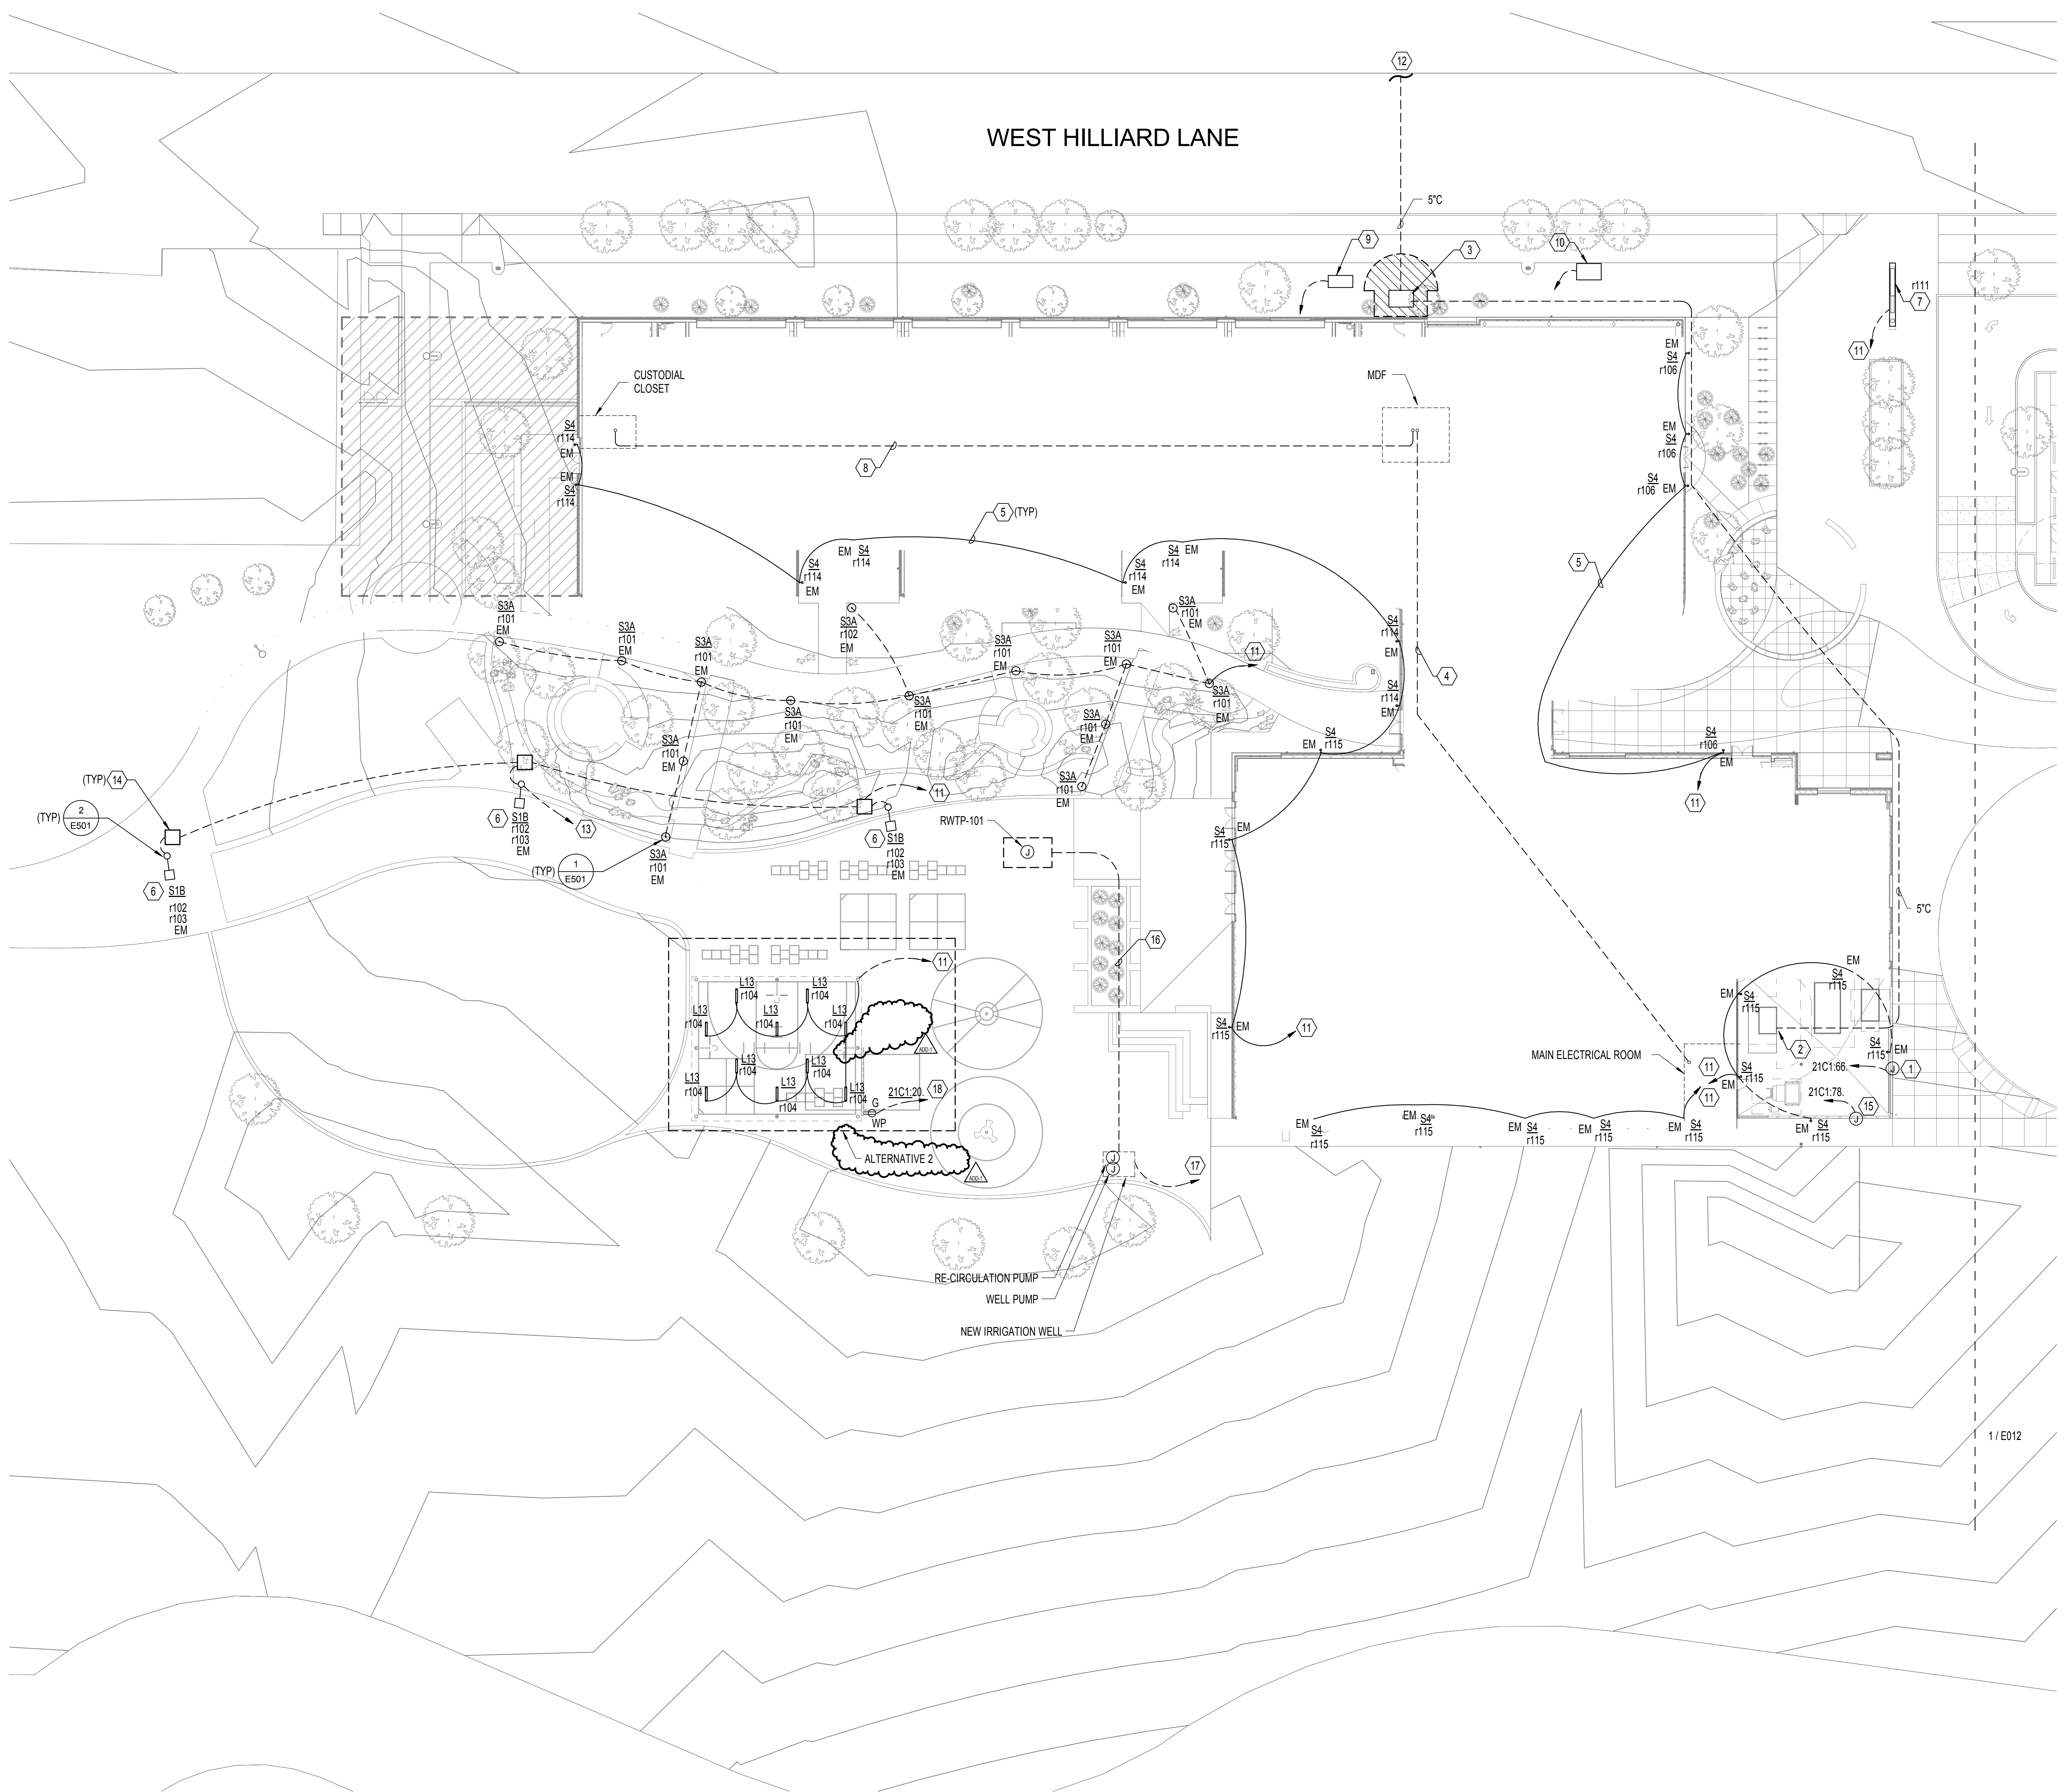 12
WEST HILLIARD LANE
5"C
9
3
10
r111
7
11
EM
S4
r106
CUSTODIAL
CLOSET
MDF
S4
r114
EM
EM
S4
r106
8
EM
S4
r114
S4
r106 EM
5 (TYP)
EM S4
r114
S4 EM
r114
S4
r114
EM
S4
r114
EM
5
S3A
r101
EM
S3A
r101
EM
S3A
r101
EM
S3A
r102
EM
S3A
r101
EM
S3A
r101
EM
S3A
r101
EM
S4
r114
EM
11
4
S4
r114
EM
S3A
r101
EM
S3A
r101
EM
S3A
r101
EM
S3A
r101
EM
S3A
r101
EM
S4
EM r115
S4
r106
EM
(TYP) 14
S3A
r101
EM
11
11
(TYP) 2
E501
6 S1B
r102
r103
EM
13
6 S1B
r102
r103
EM
RWTP-101
J
EM
S4
r115
(TYP) 1
E501
S3A
r101
EM
6 S1B
r102
r103
EM
5"C
16
11
EM
S4
r115
L13
r104
L13
r104
EM S4
r115
L13
r104
L13
r104
L13
r104
S4 EM
r115
11
ADD-1
MAIN ELECTRICAL ROOM
2
S4 EM
r115
L13
r104
L13
r104
11
21C1:66.
J 1
S4
r115
EM
L13
r104
L13
r104
L13
r104
21C1:20. 18
G
WP
11
21C1:78.
15
J
EM S4
r115
EM S4
r115
EM S4
r115
EM S4
r115
EM S4
r115
EM S4
r115
ALTERNATIVE 2
ADD-1
J
J
17
RE-CIRCULATION PUMP
WELL PUMP
NEW IRRIGATION WELL
1 / E012